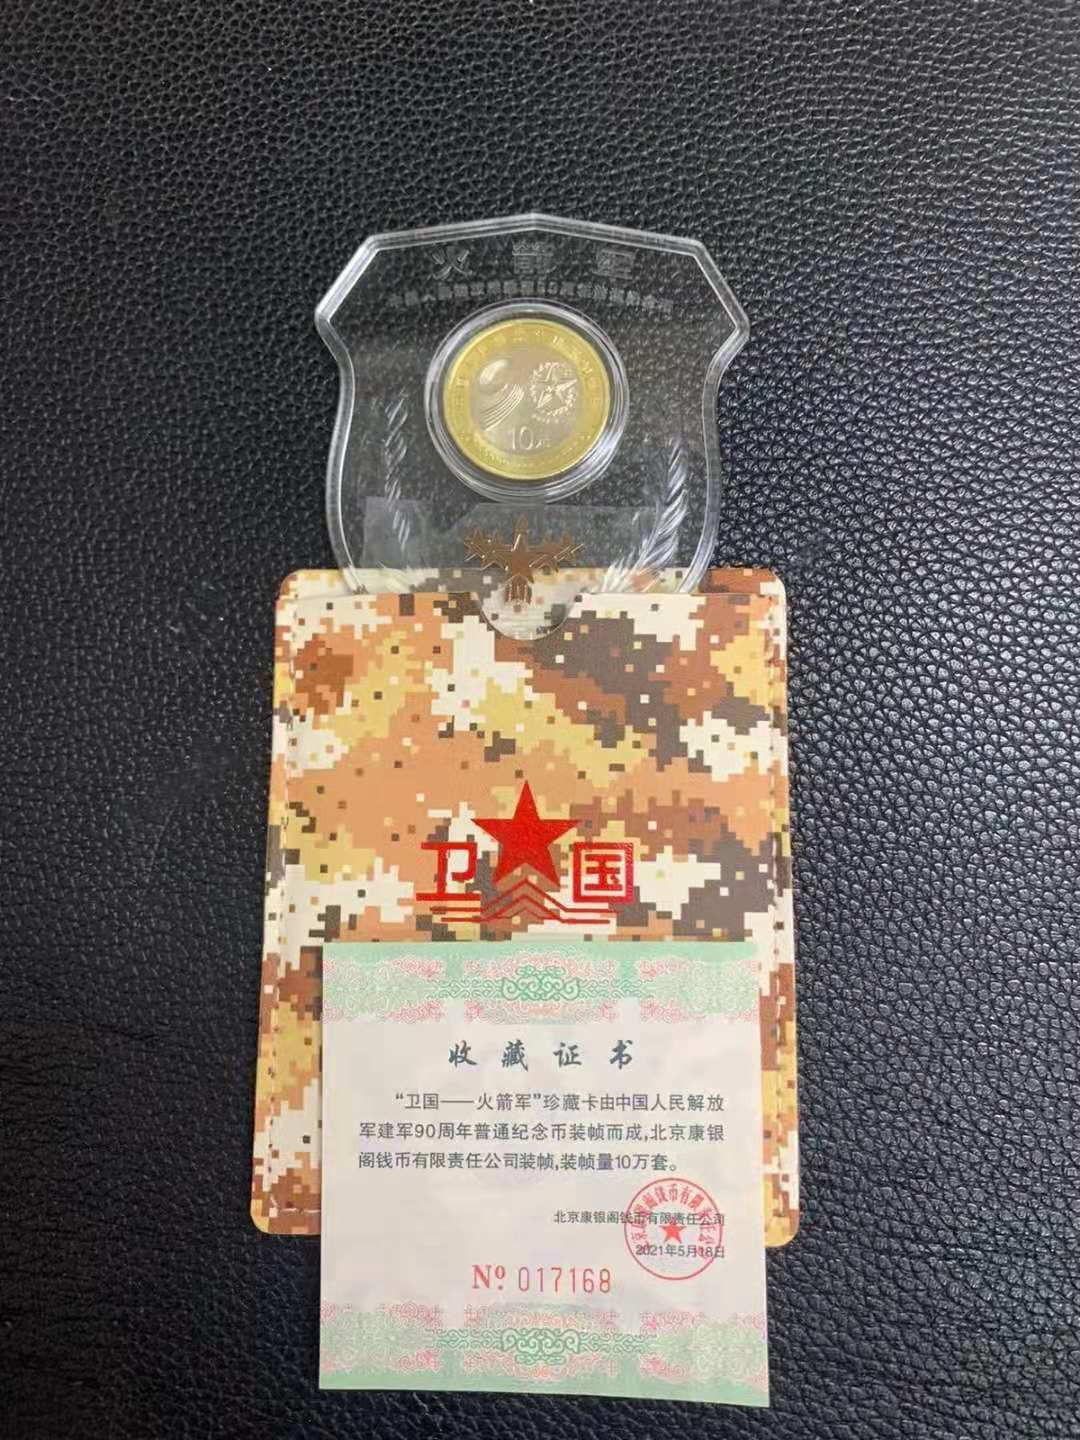 火箭军
10元
卫国
收藏证书
“卫国——火箭军”珍藏卡由中国人民解放
军建军90周年普通纪念币装帧而成,北京康银
阁钱币有限责任公司装帧,装帧量10万套。
北京康银阁钱币有限责任公司
2021年5月18日
Nº 017168